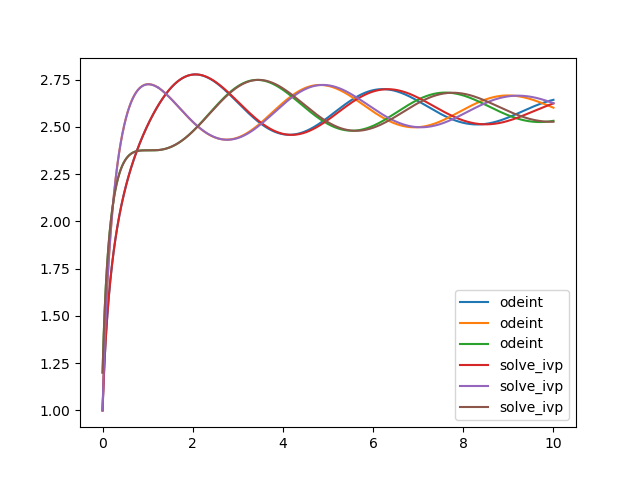 2.75
2.50
2.25
2.00
1.75
1.50
1.25
1.00
0 2 4 6 8 10
odeint
odeint
odeint
solve_ivp
solve_ivp
solve_ivp